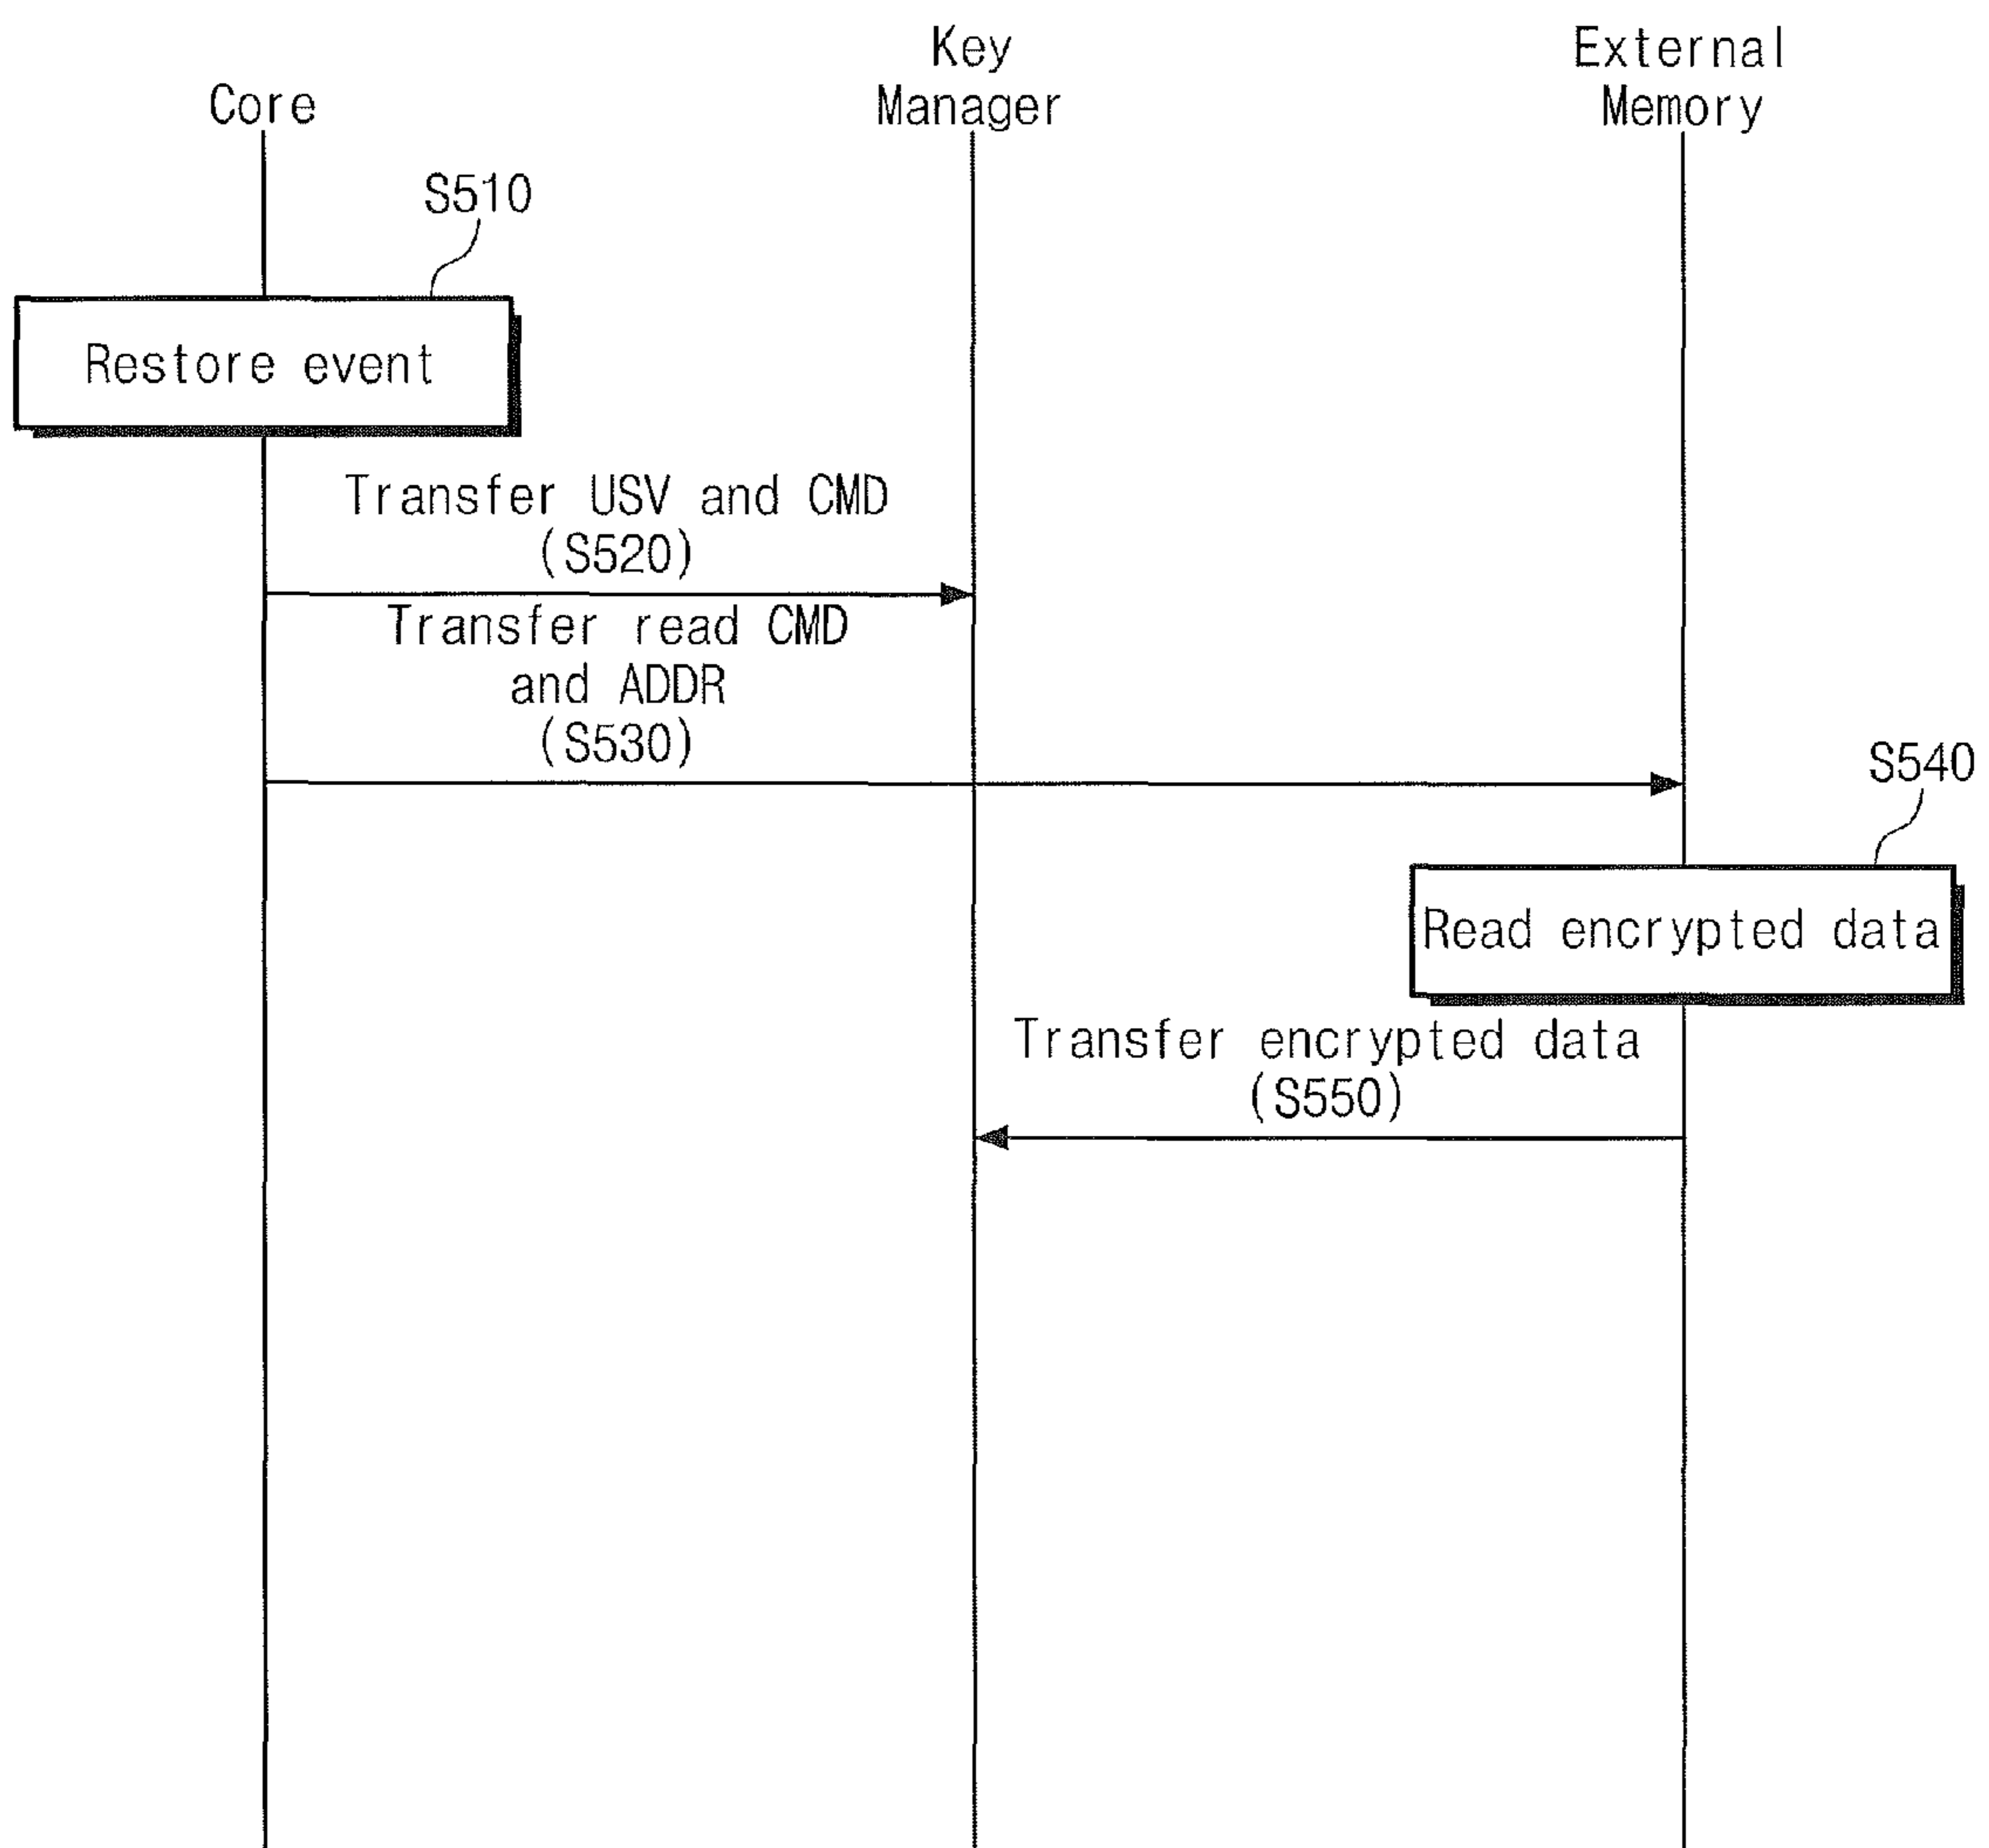 Key
Manager
External
Memory
Core
S510
Restore event
Transfer USV and CMD
(S520)
Transfer read CMD
and ADDR
(S530)
S540
Read encrypted data
Transfer encrypted data
(S550)